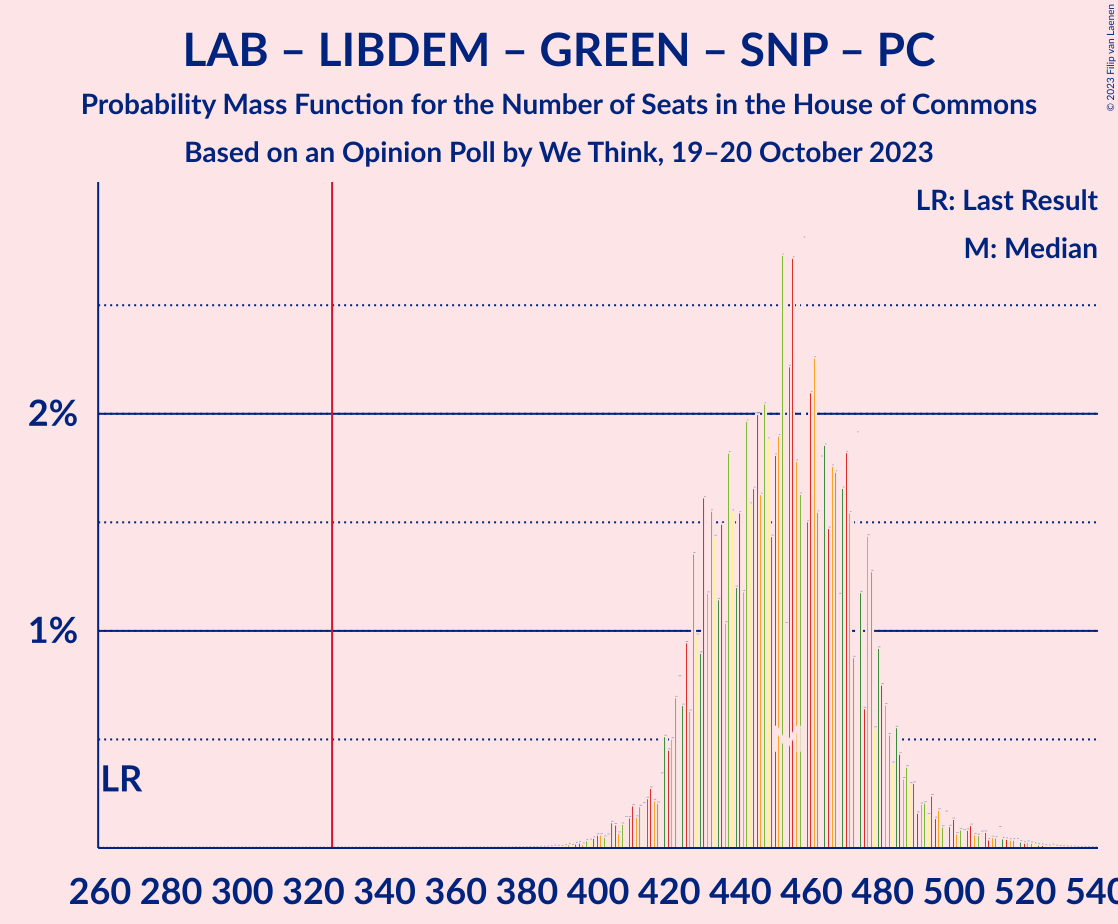 LAB – LIBDEM – GREEN – SNP – PC
Probability Mass Function for the Number of Seats in the House of Commons
Based on an Opinion Poll by We Think, 19–20 October 2023
© 2023 Filip van Laenen
LR: Last Result
M: Median
2%
1%
LR
M
260 280 300 320 340 360 380 400 420 440 460 480 500 520 540